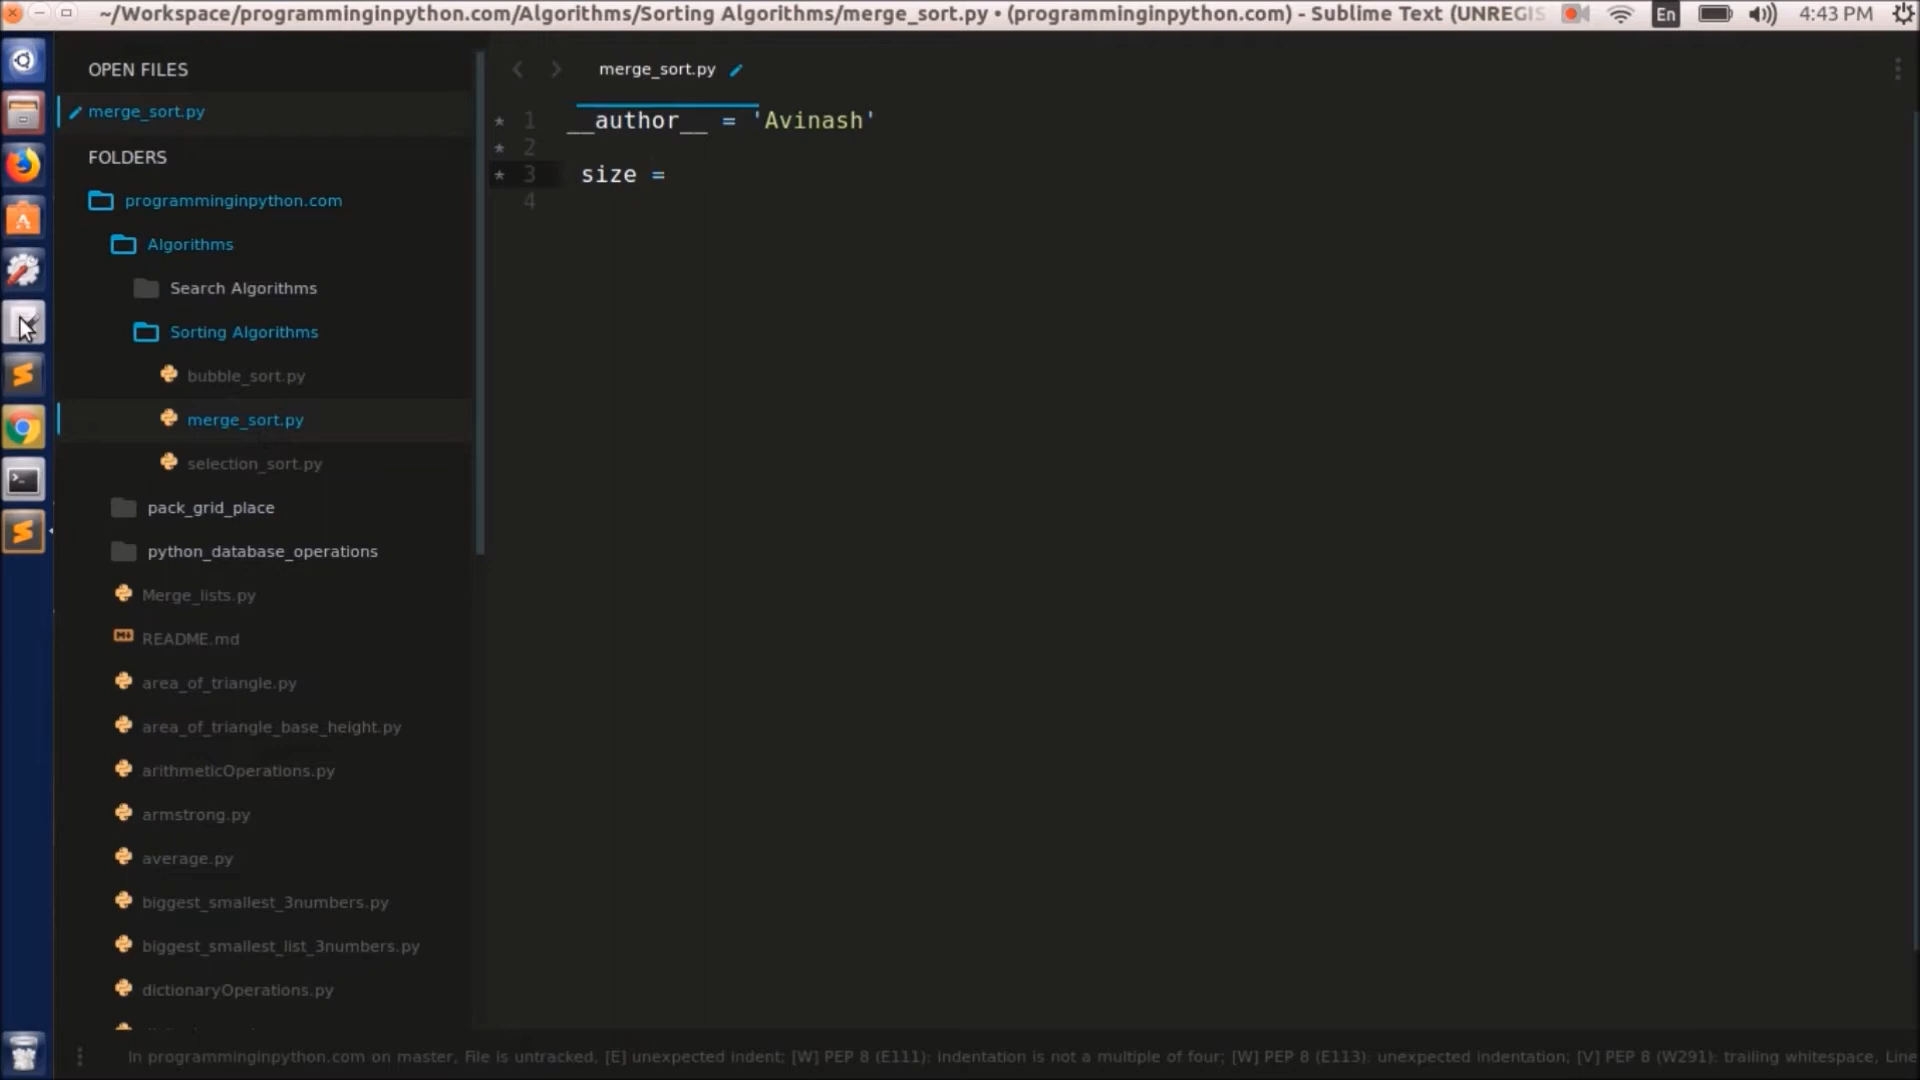 ~/Workspace/programminginpython.com/Algorithms/Sorting Algorithms/merge_sort.py • (programminginpython.com) - Sublime Text (UNREGIS
En
4:43 PM
OPEN FILES
merge_sort.py
FOLDERS
programminginpython.com
Algorithms
Search Algorithms
Sorting Algorithms
bubble_sort.py
merge_sort.py
selection_sort.py
pack_grid_place
python_database_operations
Merge_lists.py
README.md
area_of_triangle.py
area_of_triangle_base_height.py
arithmeticOperations.py
armstrong.py
average.py
biggest_smallest_3numbers.py
biggest_smallest_list_3numbers.py
dictionaryOperations.py
merge_sort.py
* 1 __author__ = 'Avinash'
* 2
* 3 size =
4
In programminginpython.com on master, File is untracked, [E] unexpected indent; [W] PEP 8 (E111): indentation is not a multiple of four; [W] PEP 8 (E113): unexpected indentation; [V] PEP 8 (W291): trailing whitespace, Line